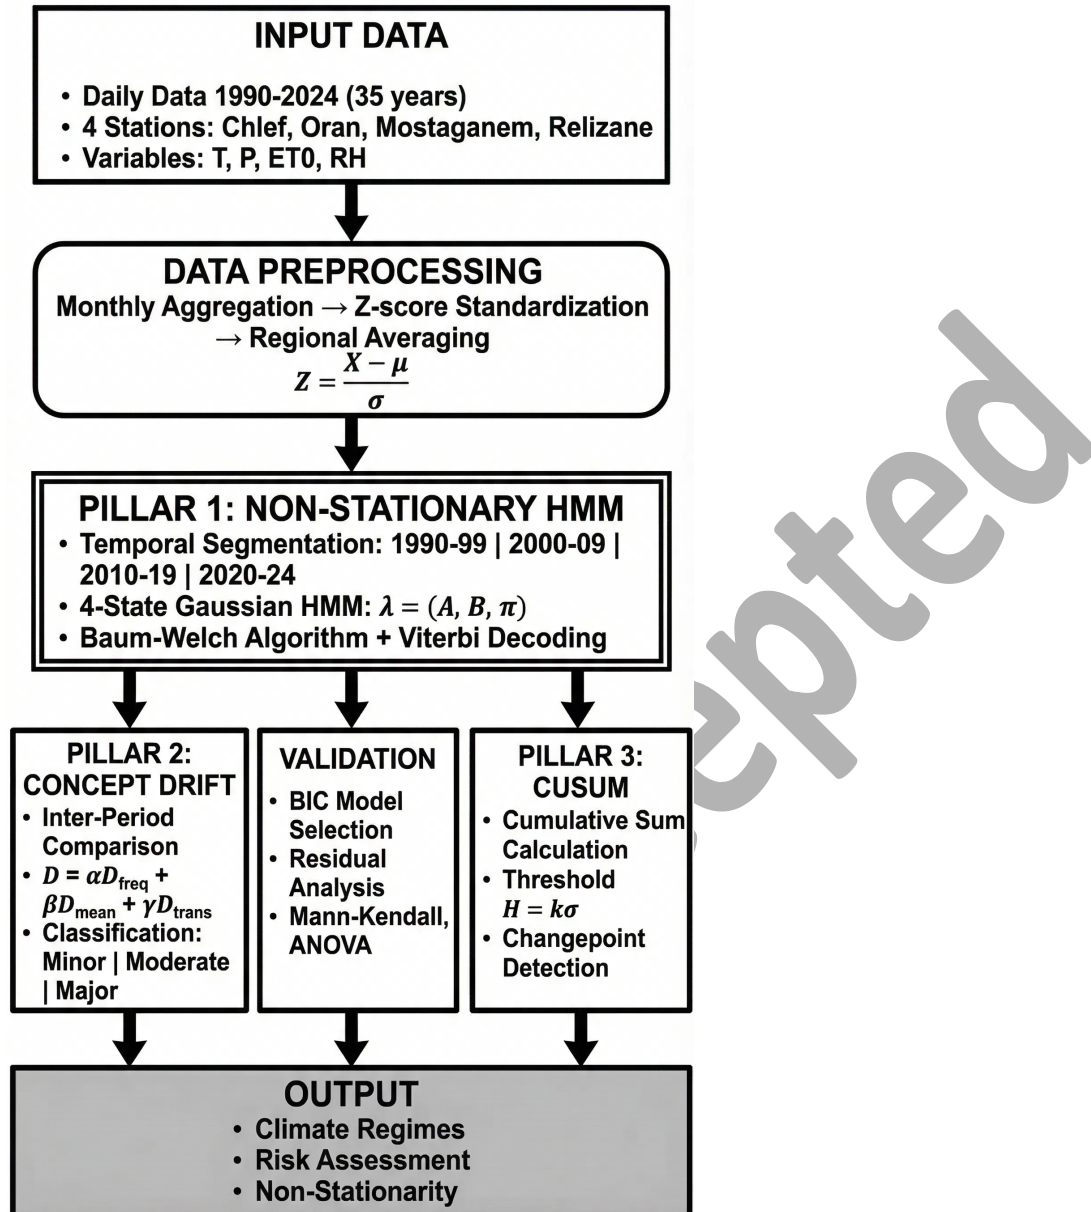 INPUT DATA
• Daily Data 1990-2024 (35 years)
• 4 Stations: Chlef, Oran, Mostaganem, Relizane
• Variables: T, P, ET0, RH
DATA PREPROCESSING
Monthly Aggregation → Z-score Standardization
→ Regional Averaging
Z = (X − μ) / σ
PILLAR 1: NON-STATIONARY HMM
• Temporal Segmentation: 1990-99 | 2000-09 |
2010-19 | 2020-24
• 4-State Gaussian HMM: λ = (A, B, π)
• Baum-Welch Algorithm + Viterbi Decoding
PILLAR 2:
CONCEPT DRIFT
• Inter-Period
Comparison
• D = αD_freq +
βD_mean + γD_trans
• Classification:
Minor | Moderate
| Major
VALIDATION
• BIC Model
Selection
• Residual
Analysis
• Mann-Kendall,
ANOVA
PILLAR 3:
CUSUM
• Cumulative Sum
Calculation
• Threshold
H = kσ
• Changepoint
Detection
OUTPUT
• Climate Regimes
• Risk Assessment
• Non-Stationarity
epted